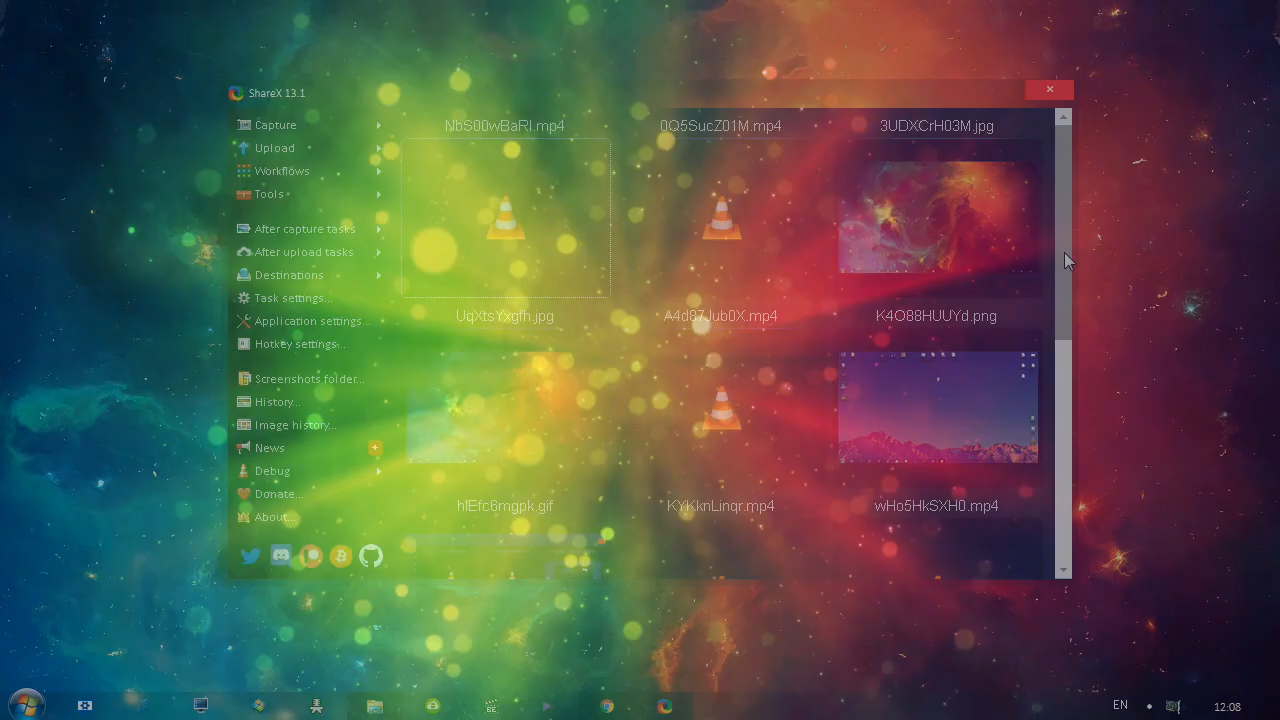 ShareX 13.1
Capture
Upload
Workflows
Tools
After capture tasks
After upload tasks
Destinations
Task settings...
Application settings...
Hotkey settings...
Screenshots folder...
History...
Image history...
News
Debug
Donate...
About...
NbS00wBaRI.mp4
0Q5SucZ01M.mp4
3UDXCrH03M.jpg
UqXtsYxgfh.jpg
A4d87Jub0X.mp4
K4O88HUUYd.png
hIEfc6mgpk.gif
KYKknLinqr.mp4
wHo5HkSXH0.mp4
EN
12:08